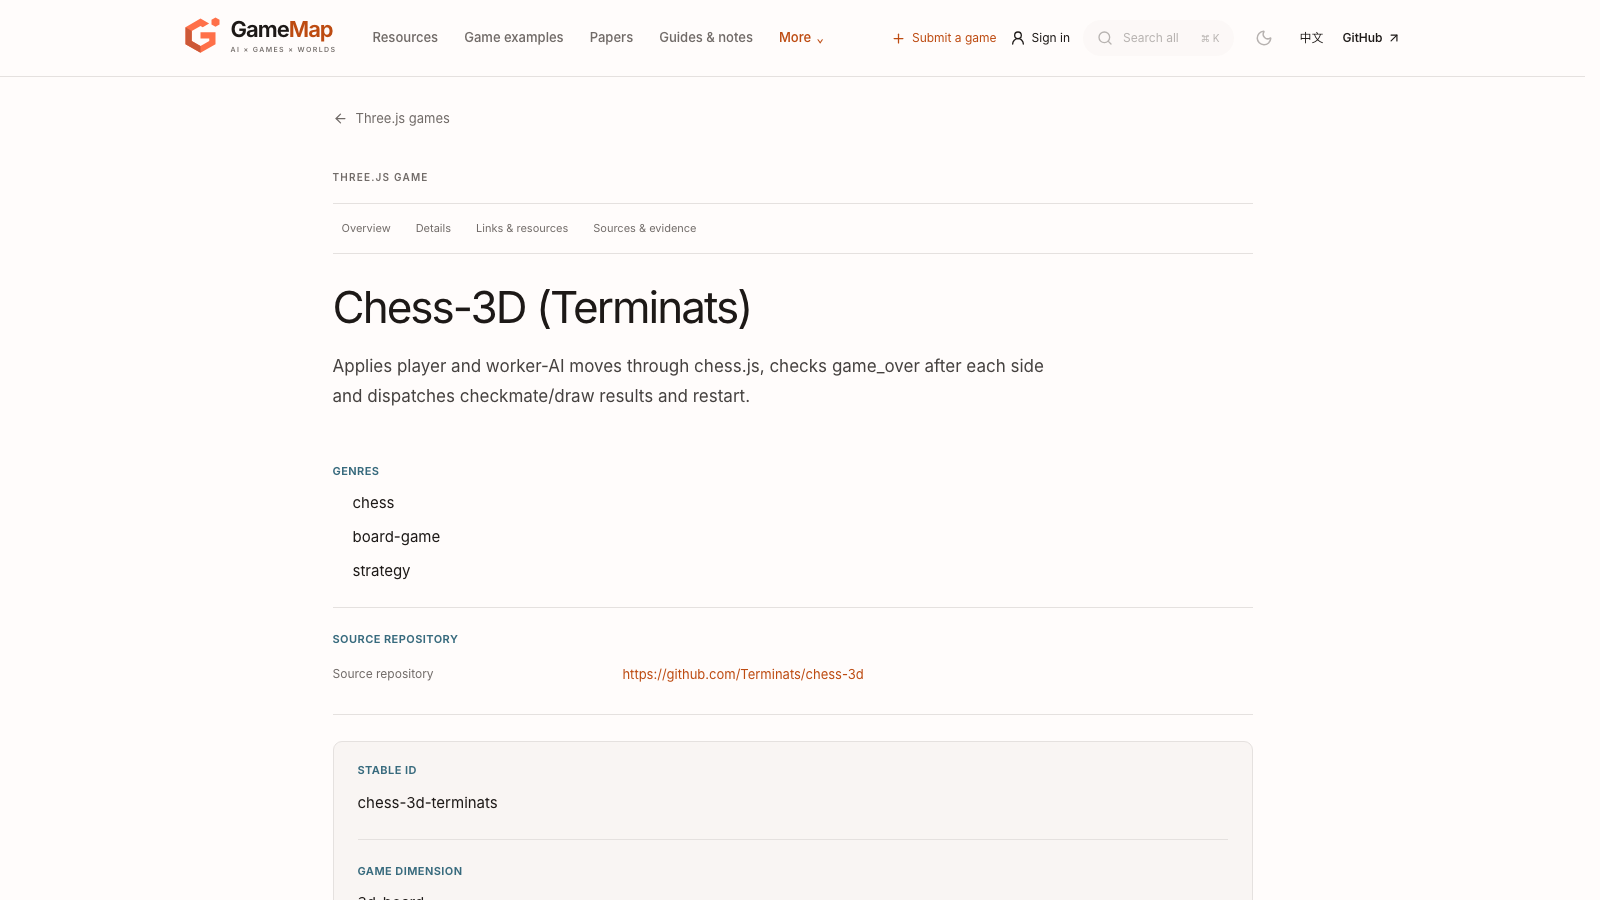 GameMap
AI × GAMES × WORLDS
Resources
Game examples
Papers
Guides & notes
More
Submit a game
Sign in
Search all
⌘ K
中文
GitHub
Three.js games
THREE.JS GAME
Overview
Details
Links & resources
Sources & evidence
Chess-3D (Terminats)
Applies player and worker-AI moves through chess.js, checks game_over after each side
and dispatches checkmate/draw results and restart.
GENRES
chess
board-game
strategy
SOURCE REPOSITORY
Source repository
https://github.com/Terminats/chess-3d
STABLE ID
chess-3d-terminats
GAME DIMENSION
3d-board